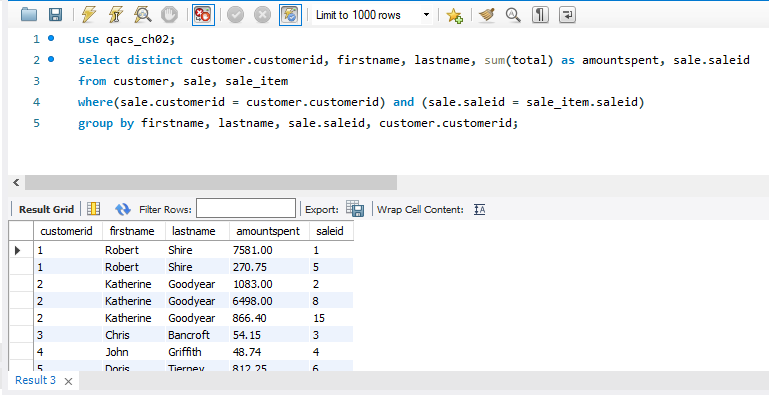 Limit to 1000 rows
1 use qacs_ch02;
2 select distinct customer.customerid, firstname, lastname, sum(total) as amountspent, sale.saleid
3 from customer, sale, sale_item
4 where(sale.customerid = customer.customerid) and (sale.saleid = sale_item.saleid)
5 group by firstname, lastname, sale.saleid, customer.customerid;
Result Grid Filter Rows: Export: Wrap Cell Content:
customerid firstname lastname amountspent saleid
1 Robert Shire 7581.00 1
1 Robert Shire 270.75 5
2 Katherine Goodyear 1083.00 2
2 Katherine Goodyear 6498.00 8
2 Katherine Goodyear 866.40 15
3 Chris Bancroft 54.15 3
4 John Griffith 48.74 4
5 Doris Tierney 812.25 6
Result 3